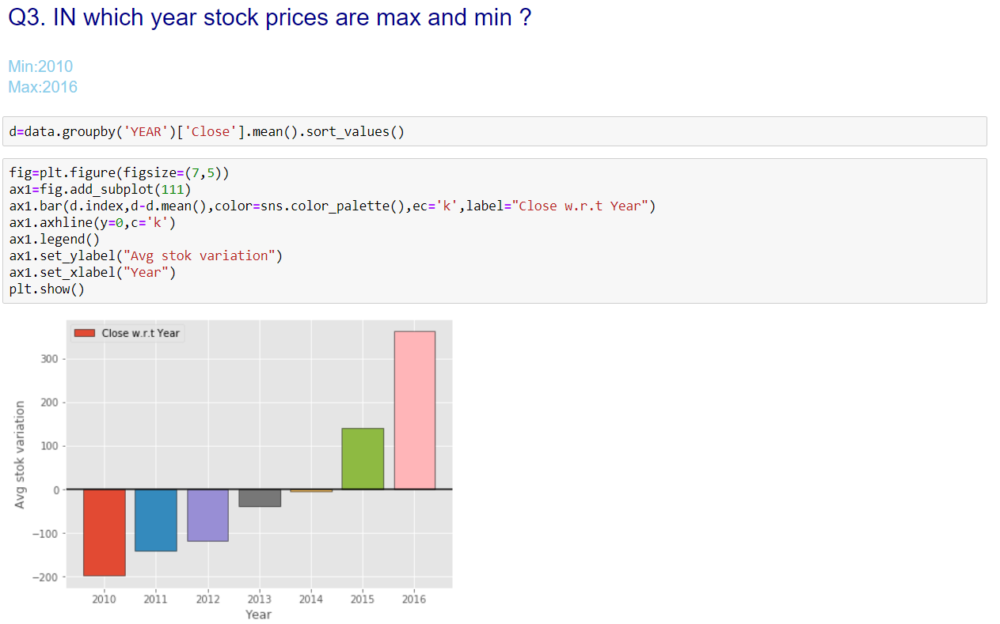 Q3. IN which year stock prices are max and min ?
Min:2010
Max:2016
d=data.groupby('YEAR')['Close'].mean().sort_values()
fig=plt.figure(figsize=(7,5))
ax1=fig.add_subplot(111)
ax1.bar(d.index,d-d.mean(),color=sns.color_palette(),ec='k',label="Close w.r.t Year")
ax1.axhline(y=0,c='k')
ax1.legend()
ax1.set_ylabel("Avg stok variation")
ax1.set_xlabel("Year")
plt.show()
Close w.r.t Year
300
200
100
0
−100
−200
Avg stok variation
2010 2011 2012 2013 2014 2015 2016
Year